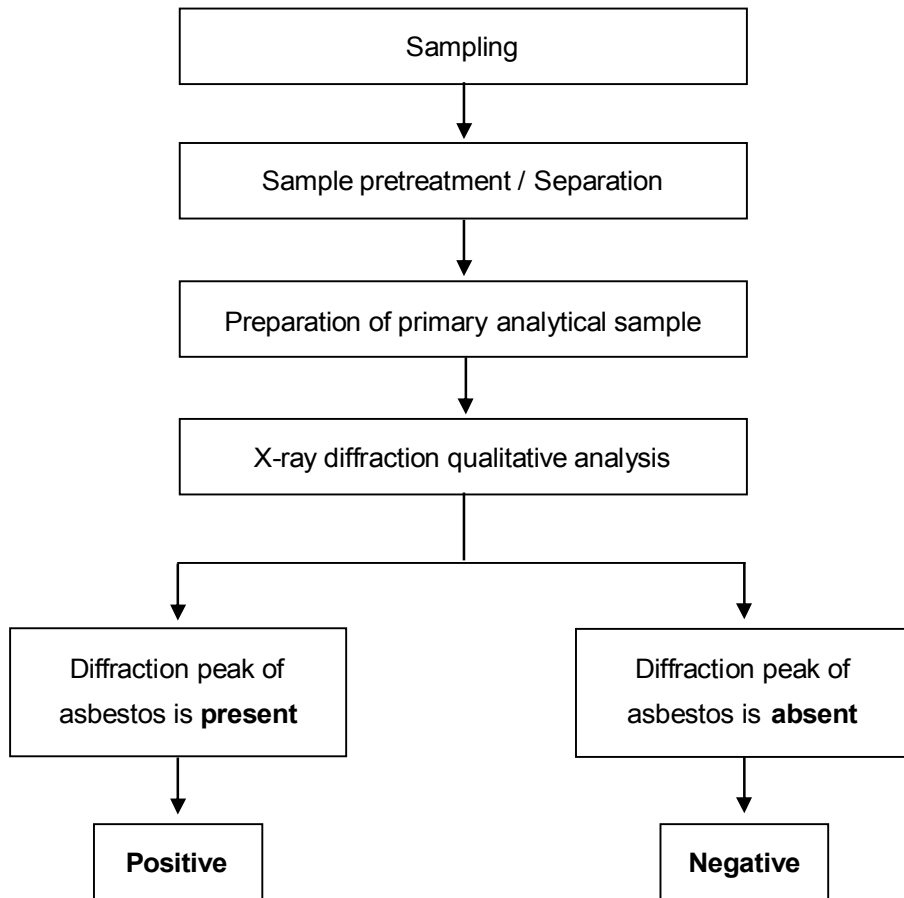 Sampling
Sample pretreatment / Separation
Preparation of primary analytical sample
X-ray diffraction qualitative analysis
Diffraction peak of
asbestos is present
Diffraction peak of
asbestos is absent
Positive
Negative